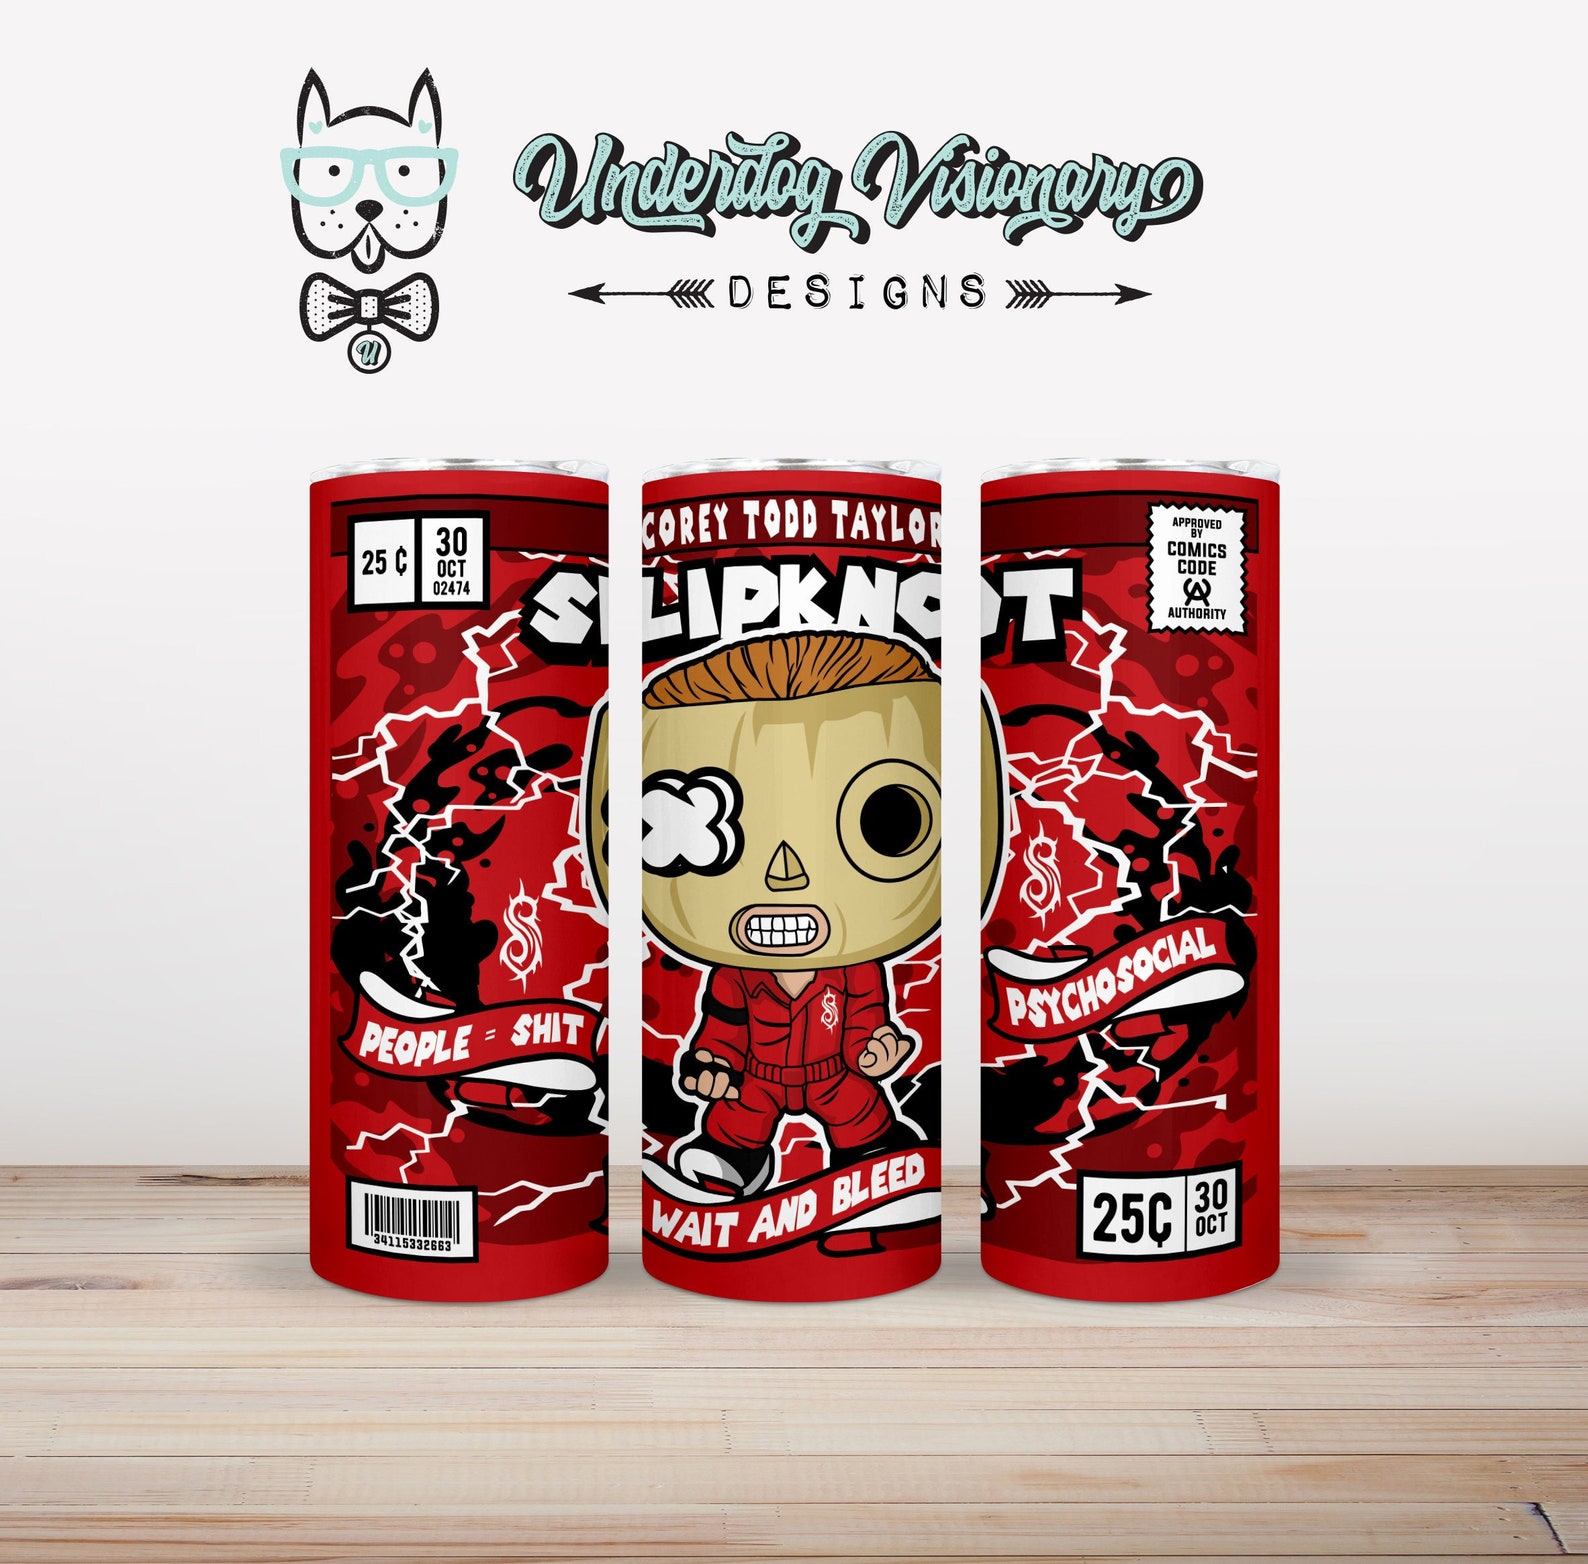 Underdog Visionary
DESIGNS
U
25 ¢
30
OCT
02474
COREY TODD TAYLOR
SLIPKNOT
APPROVED
BY
COMICS
CODE
CA
AUTHORITY
S
S
S
PEOPLE = SHIT
PSYCHOSOCIAL
WAIT AND BLEED
34115332663
25¢
30
OCT